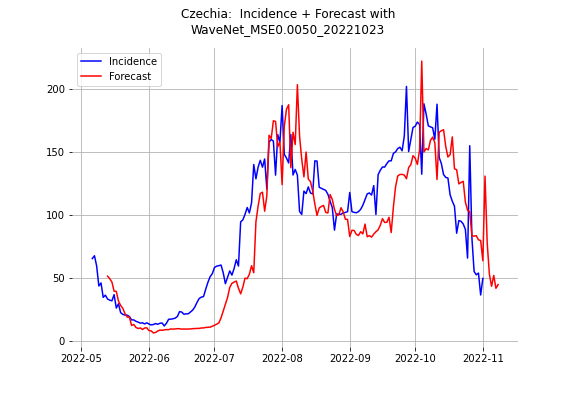 Czechia:  Incidence + Forecast with
WaveNet_MSE0.0050_20221023
Incidence
Forecast
200
150
100
50
0
2022-05 2022-06 2022-07 2022-08 2022-09 2022-10 2022-11